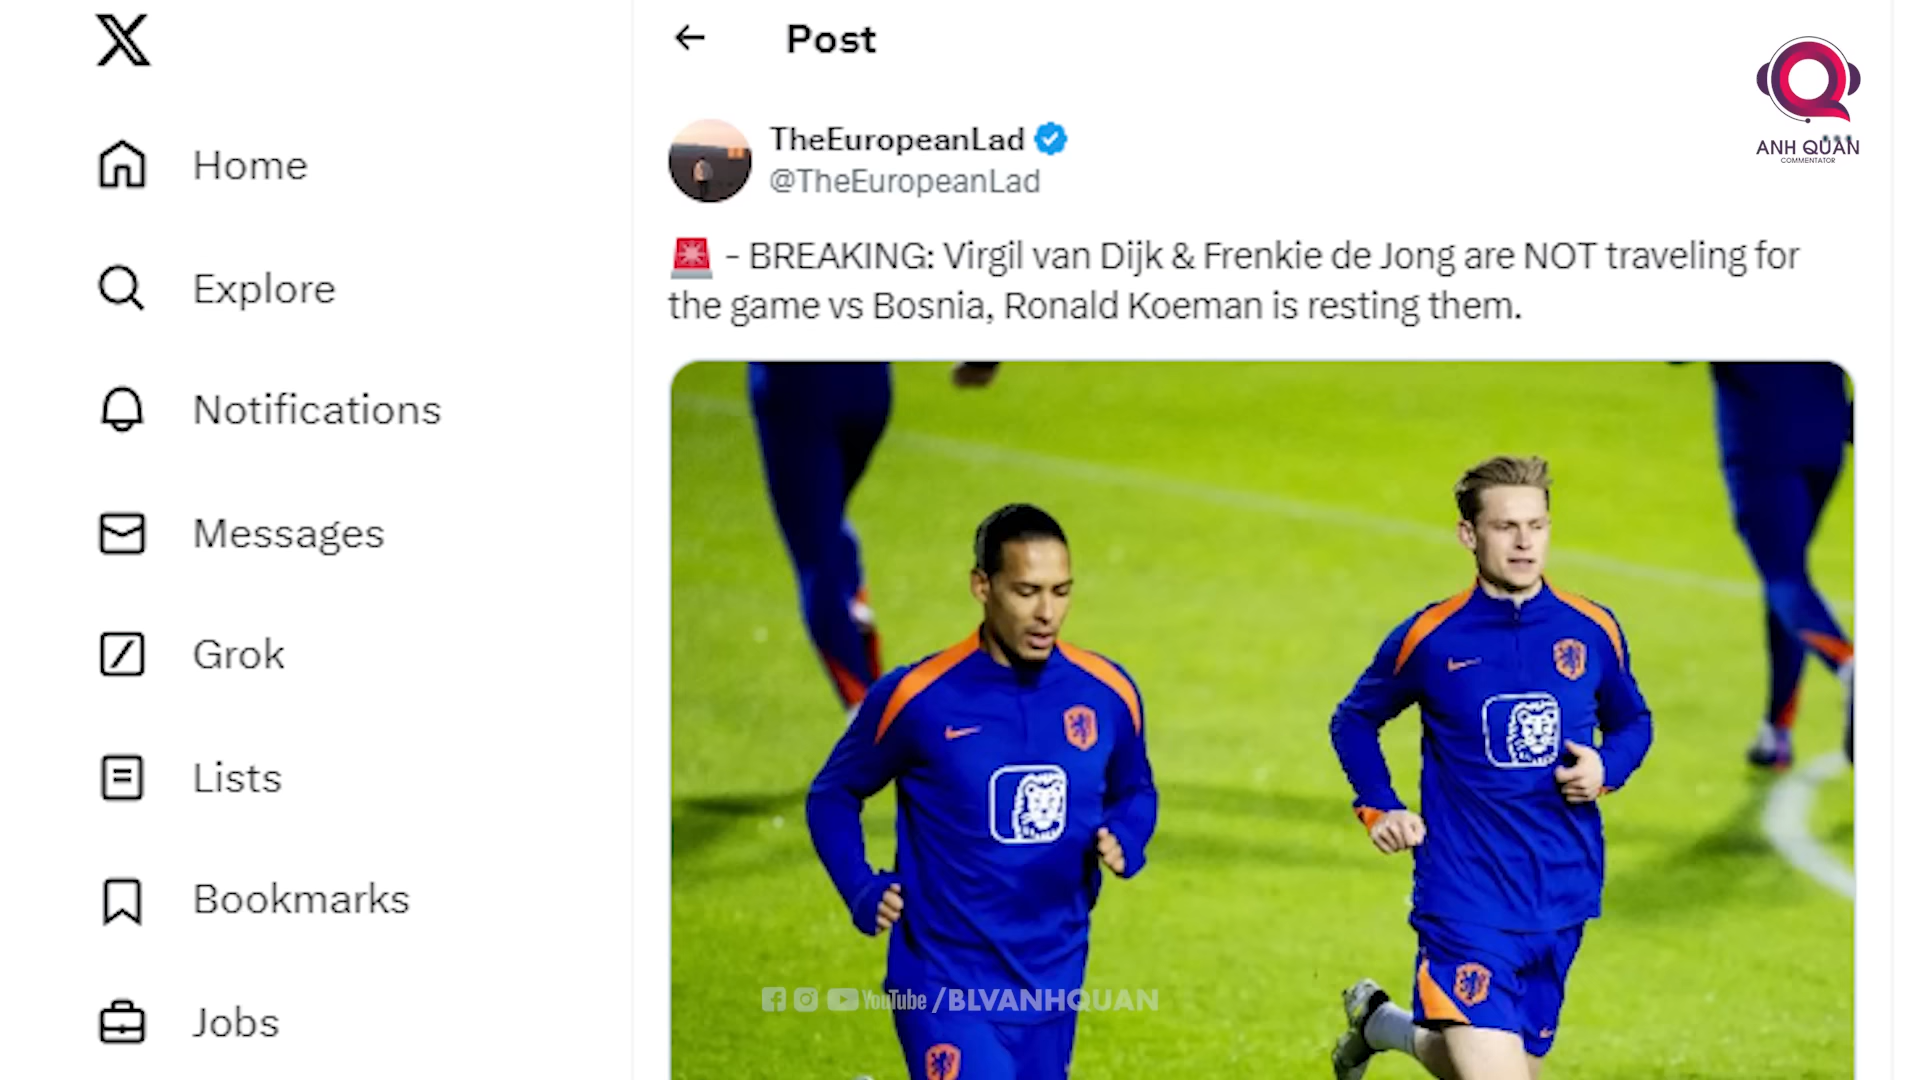 Post
TheEuropeanLad
@TheEuropeanLad
🚨 - BREAKING: Virgil van Dijk & Frenkie de Jong are NOT traveling for
the game vs Bosnia, Ronald Koeman is resting them.
Home
Explore
Notifications
Messages
Grok
Lists
Bookmarks
Jobs
ANH QUÂN
COMMENTATOR
YouTube /BLVANHQUAN